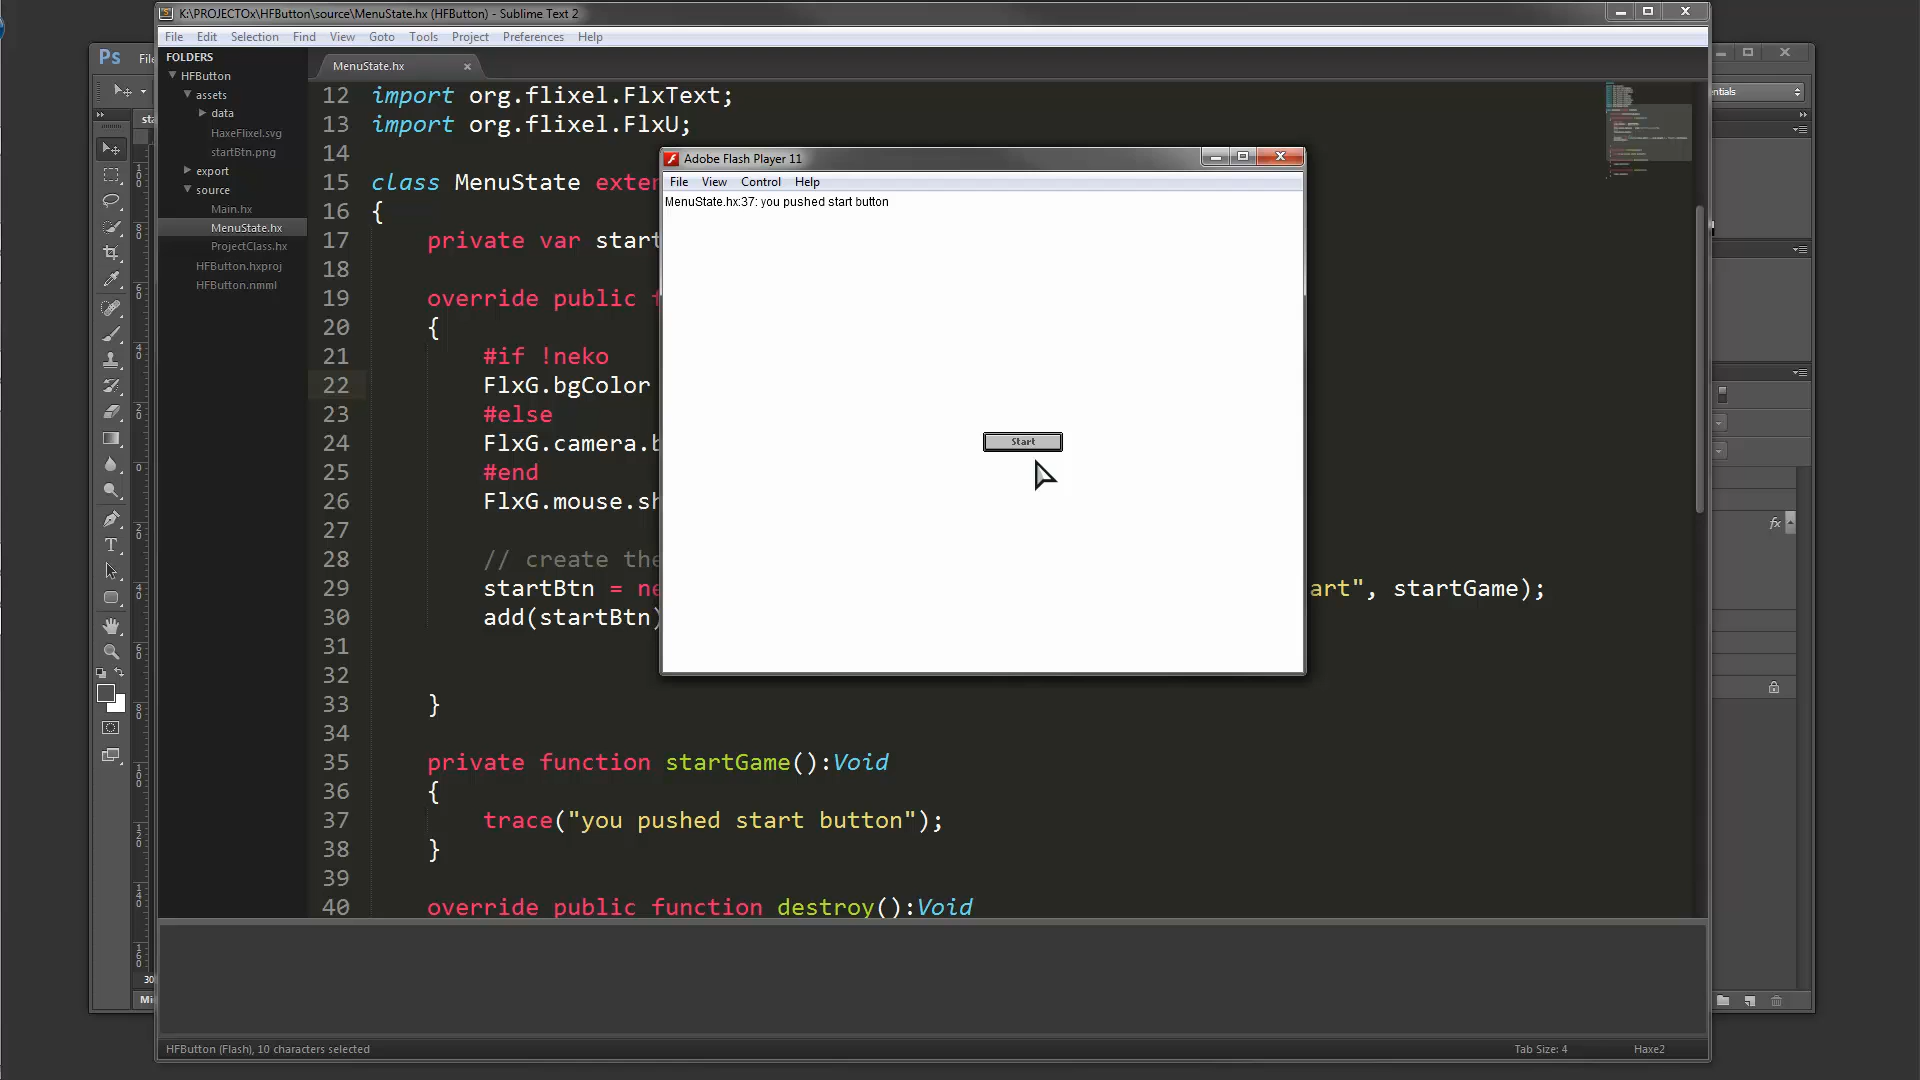 K:\PROJECTOx\HFButton\source\MenuState.hx (HFButton) - Sublime Text 2
File Edit Selection Find View Goto Tools Project Preferences Help
Ps
FOLDERS
HFButton
assets
data
HaxeFlixel.svg
startBtn.png
export
source
Main.hx
MenuState.hx
ProjectClass.hx
HFButton.hxproj
HFButton.nmml
MenuState.hx
12 import org.flixel.FlxText;
13 import org.flixel.FlxU;
14
15 class MenuState exter
16 {
17 private var start
18
19 override public f
20 {
21 #if !neko
22 FlxG.bgColor
23 #else
24 FlxG.camera.b
25 #end
26 FlxG.mouse.sh
27
28 // create the
29 startBtn = ne art", startGame);
30 add(startBtn)
31
32
33 }
34
35 private function startGame():Void
36 {
37 trace("you pushed start button");
38 }
39
40 override public function destroy():Void
Adobe Flash Player 11
File View Control Help
MenuState.hx:37: you pushed start button
Start
entials
fx
HFButton (Flash), 10 characters selected
Tab Size: 4
Haxe2